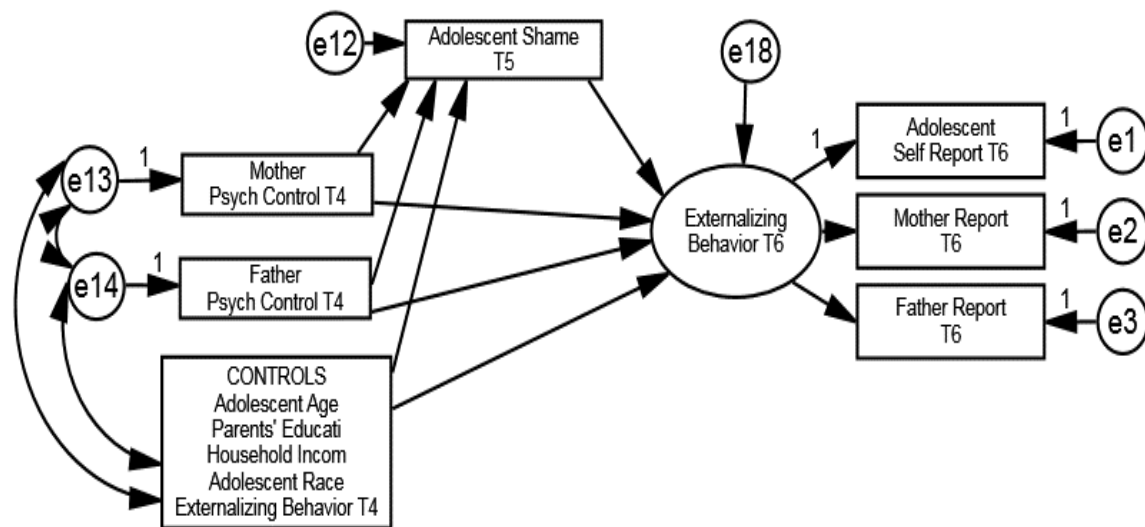 e12
Adolescent Shame
T5
e18
e13
1
Mother
Psych Control T4
e14
1
Father
Psych Control T4
CONTROLS
Adolescent Age
Parents' Educati
Household Incom
Adolescent Race
Externalizing Behavior T4
Externalizing
Behavior T6
1
Adolescent
Self Report T6
1
e1
Mother Report
T6
1
e2
Father Report
T6
1
e3